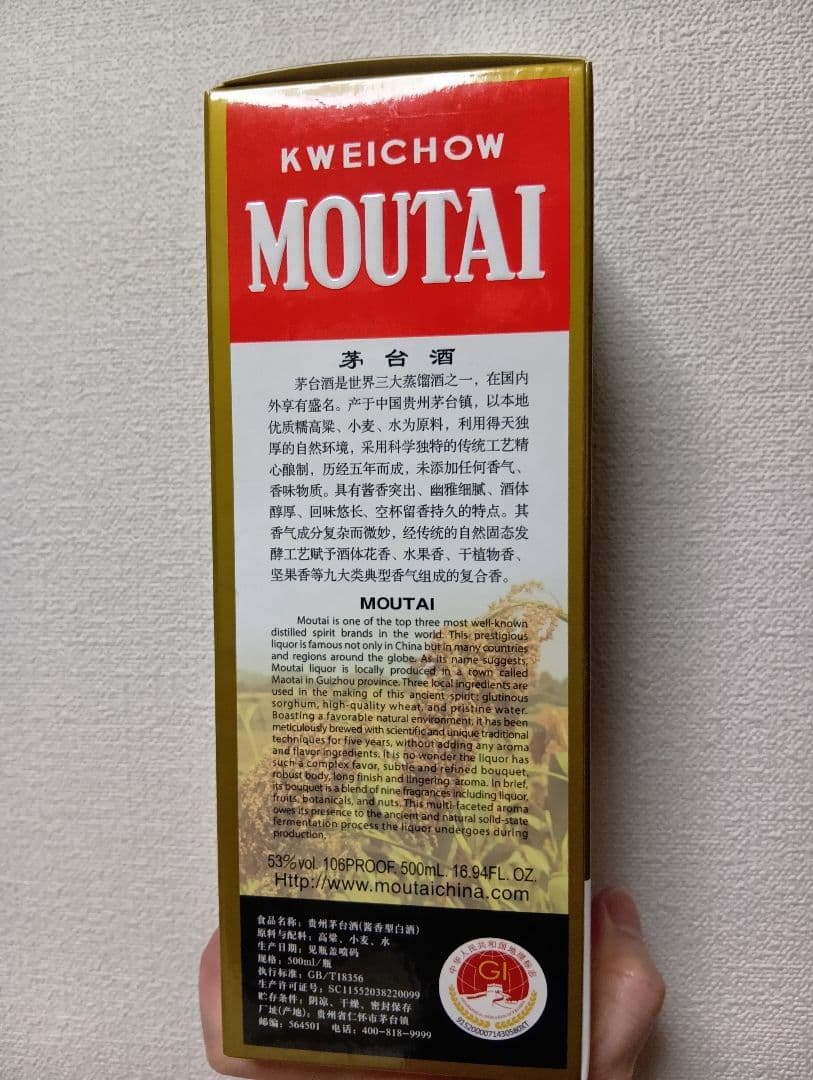 KWEICHOW
MOUTAI
茅台酒
茅台酒是世界三大蒸馏酒之一，在国内
外享有盛名。产于中国贵州茅台镇，以本地
优质糯高粱、小麦、水为原料，利用得天独
厚的自然环境，采用科学独特的传统工艺精
心酿制，历经五年而成，未添加任何香气、
香味物质。具有酱香突出、幽雅细腻、酒体
醇厚、回味悠长、空杯留香持久的特点。其
香气成分复杂而微妙，经传统的自然固态发
酵工艺赋予酒体花香、水果香、干植物香、
坚果香等九大类典型香气组成的复合香。
MOUTAI
Moutai is one of the top three most well-known
distilled spirit brands in the world. This prestigious
liquor is famous not only in China but in many countries
and regions around the globe. As its name suggests,
Moutai liquor is locally produced in a town called
Maotai in Guizhou province. Three local ingredients are
used in the making of this ancient spirit: glutinous
sorghum, high-quality wheat, and pristine water.
Boasting a favorable natural environment, it has been
meticulously brewed with scientific and unique traditional
techniques for five years, without adding any aroma
and flavor ingredients. It is no wonder the liquor has
such a complex favor, subtle and refined bouquet,
robust body, long finish and lingering aroma. In brief,
its bouquet is a blend of nine fragrances including liquor,
fruits, botanicals, and nuts. This multi-faceted aroma
owes its presence to the ancient and natural solid-state
fermentation process the liquor undergoes during
production.
53%vol. 106PROOF. 500mL. 16.94FL. OZ.
Http://www.moutaichina.com
食品名称：贵州茅台酒(酱香型白酒)
原料与配料：高粱、小麦、水
生产日期：见瓶盖喷码
规格：500ml/瓶
执行标准：GB/T18356
生产许可证号：SC11552038220099
贮存条件：阴凉、干燥、密封保存
厂址(产地)：贵州省仁怀市茅台镇
邮编：564501 电话：400-818-9999
中华人民共和国地理标志
GI
91520000714305​80XT